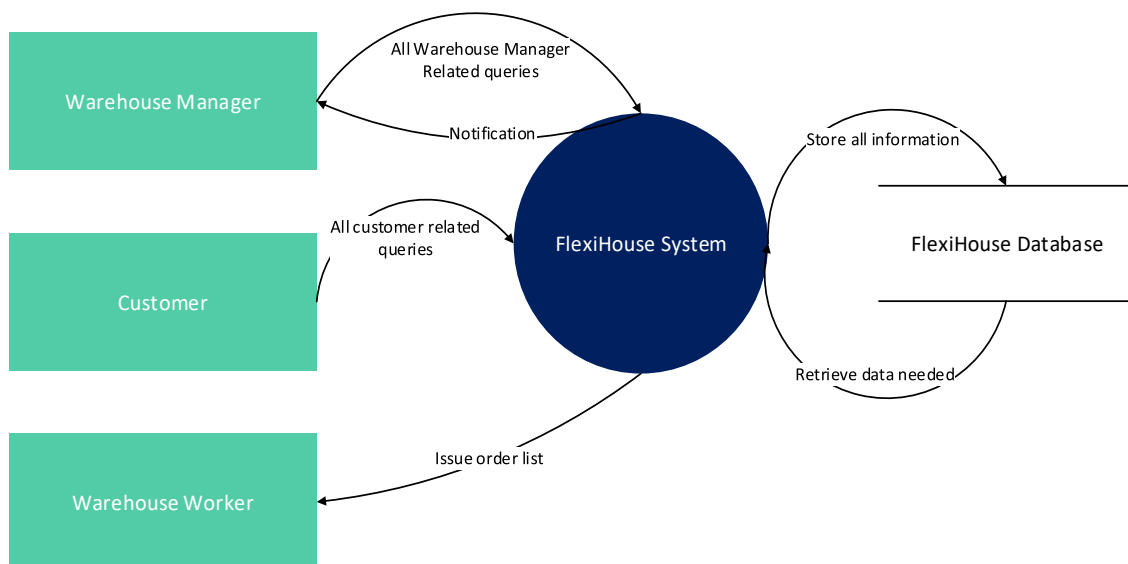 All Warehouse Manager
Related queries
Warehouse Manager
Notification
Store all information
All customer related
queries
FlexiHouse System
FlexiHouse Database
Customer
Retrieve data needed
Issue order list
Warehouse Worker